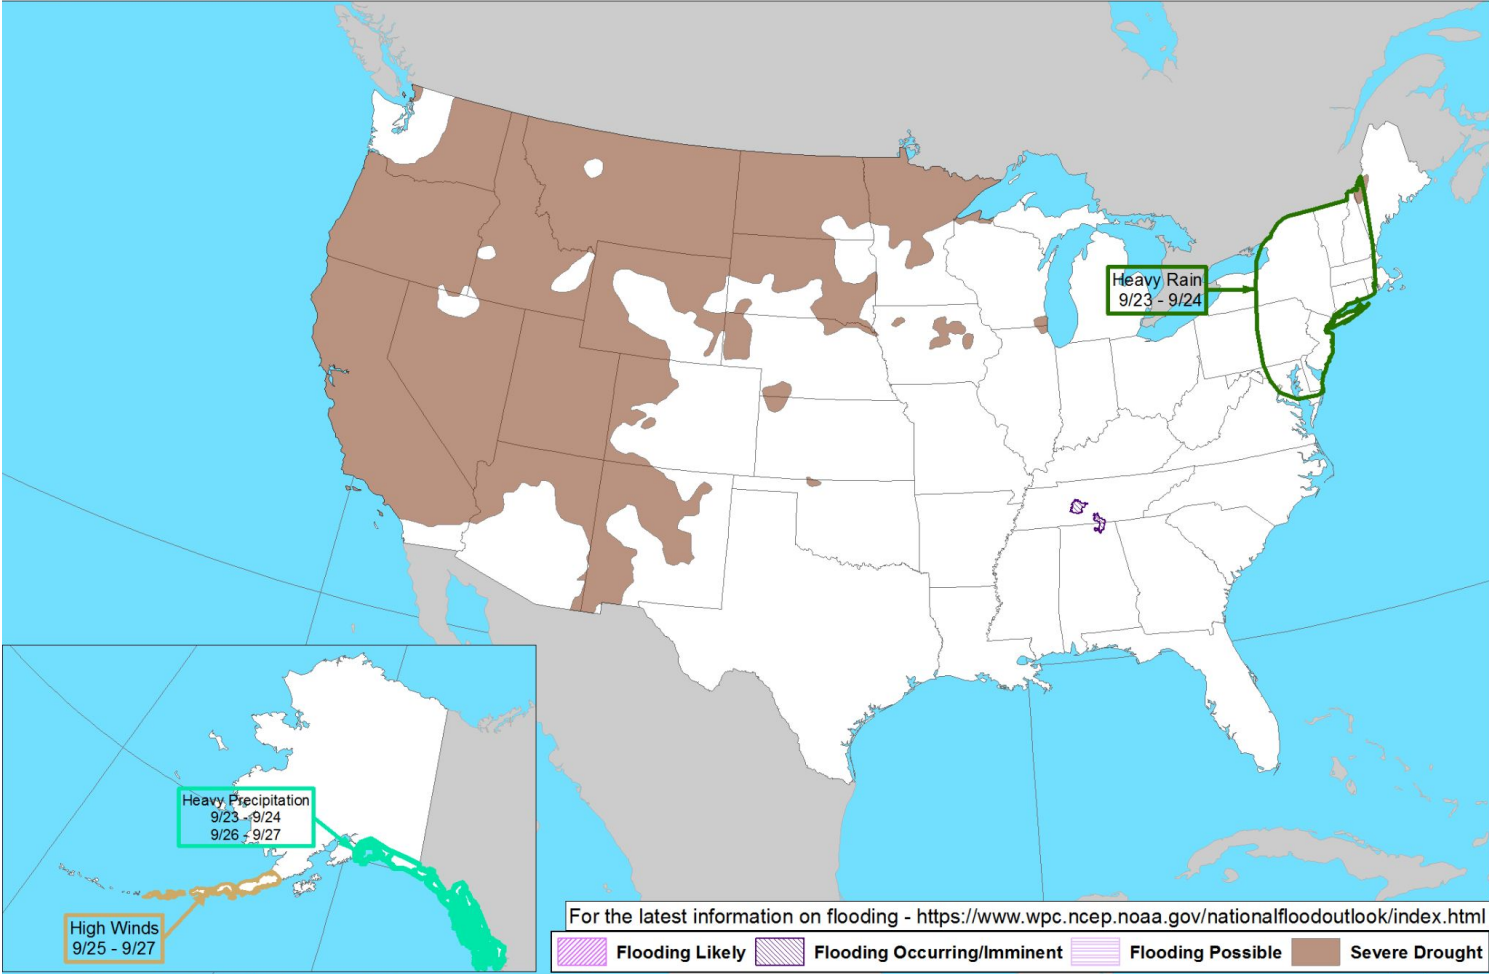 Heavy Rain
9/23 - 9/24
Heavy Precipitation
9/23 - 9/24
9/26 - 9/27
High Winds
9/25 - 9/27
For the latest information on flooding - https://www.wpc.ncep.noaa.gov/nationalfloodoutlook/index.html
Flooding Likely Flooding Occurring/Imminent Flooding Possible Severe Drought